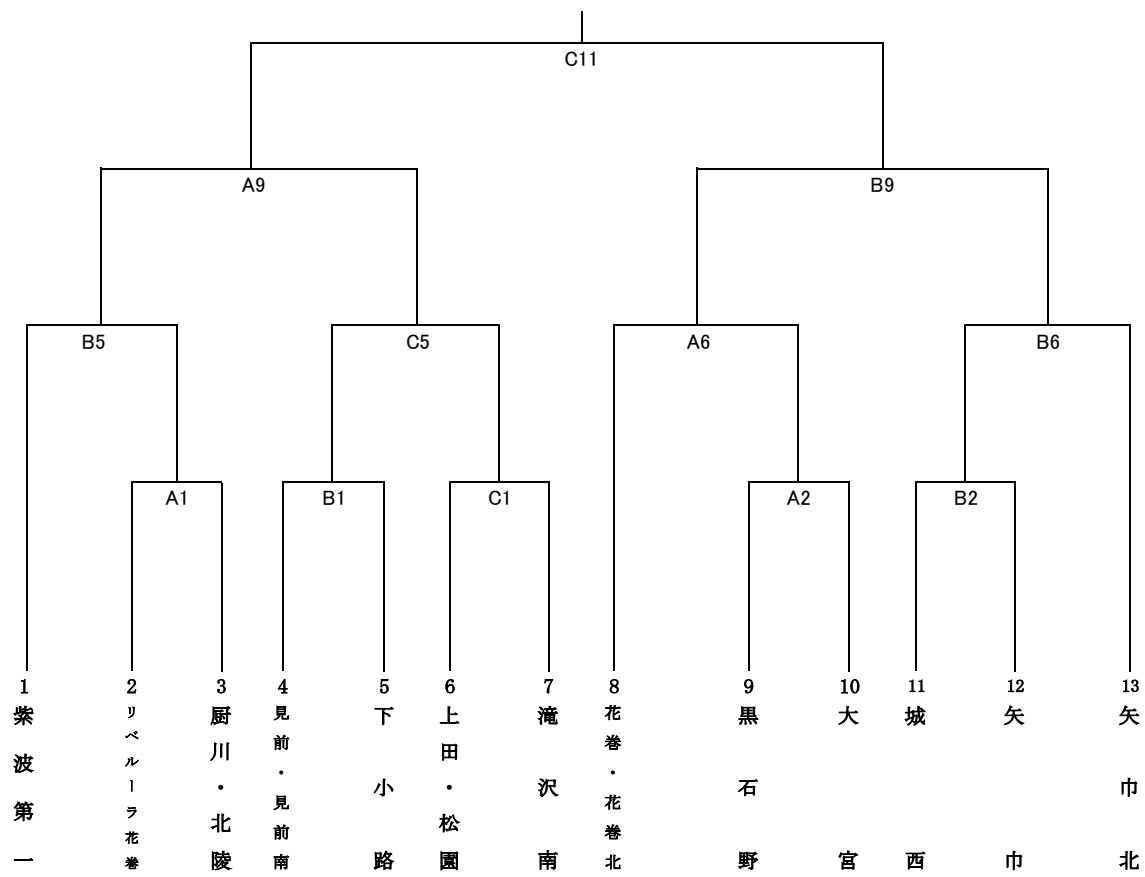 C11
A9
B9
B5
C5
A6
B6
A1
B1
C1
A2
B2
1
2
3
4
5
6
7
8
9
10
11
12
13
紫波第一
リベルーラ花巻
厨川・北陵
見前・見前南
下小路
上田・松園
滝沢南
花巻・花巻北
黒石野
大宮
城西
矢巾
矢巾北